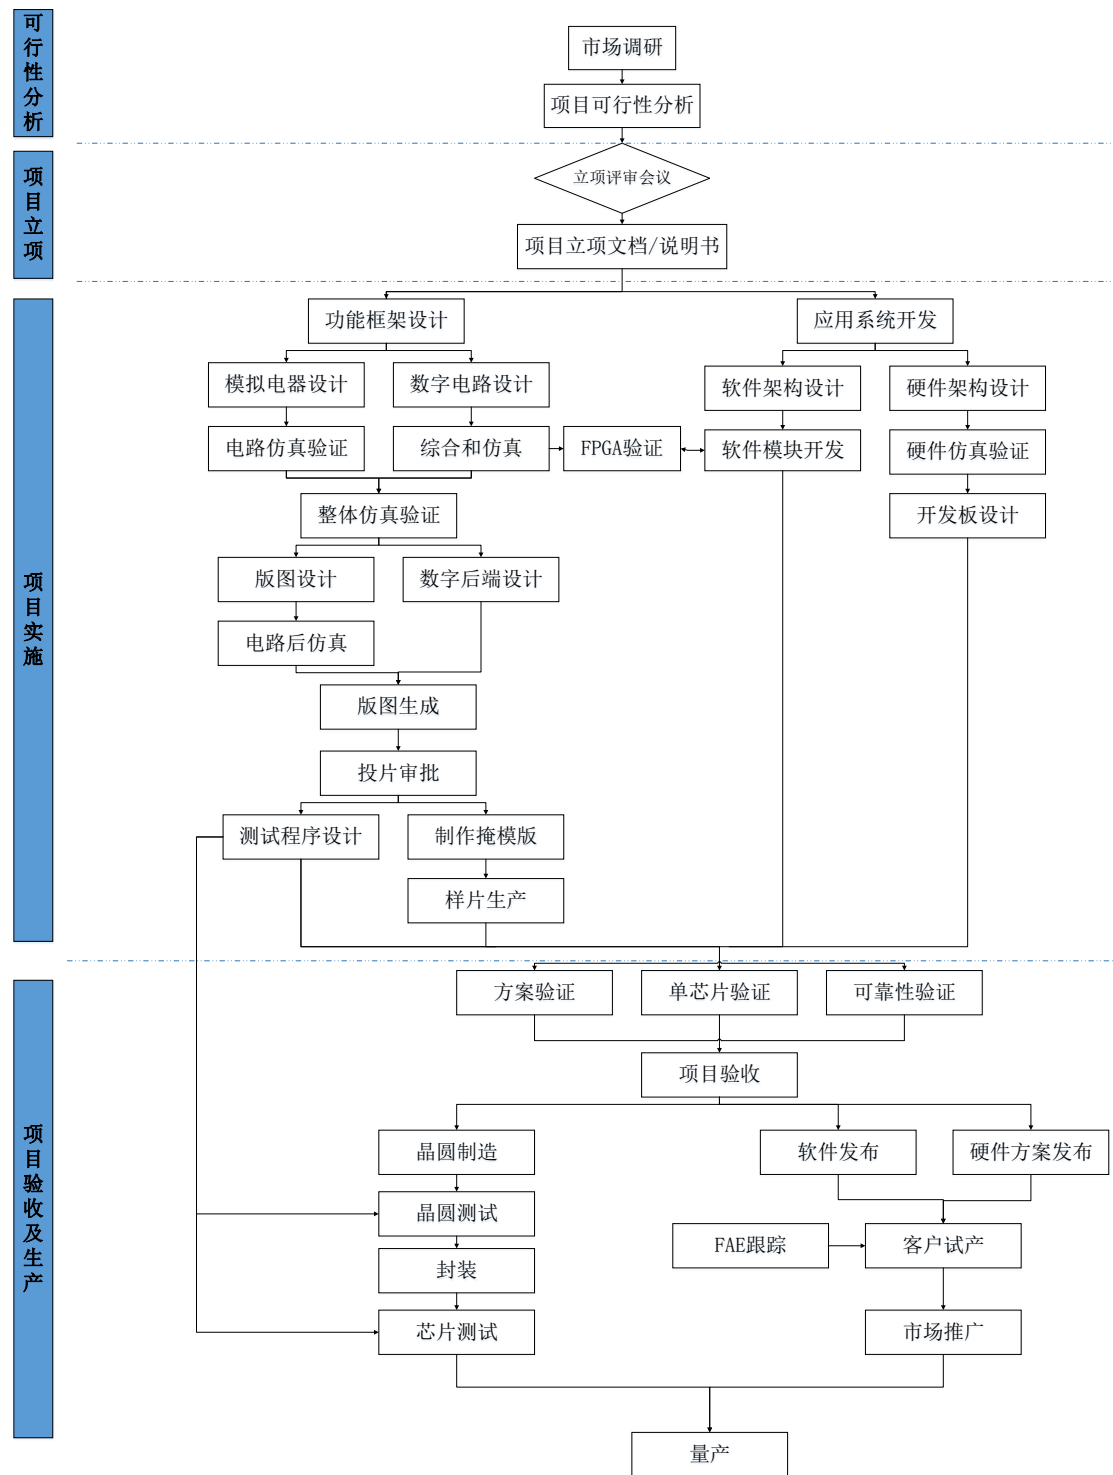 可行性分析
市场调研
项目可行性分析
项目立项
立项评审会议
项目立项文档/说明书
项目实施
功能框架设计
应用系统开发
模拟电器设计
数字电路设计
软件架构设计
硬件架构设计
电路仿真验证
综合和仿真
FPGA验证
软件模块开发
硬件仿真验证
整体仿真验证
开发板设计
版图设计
数字后端设计
电路后仿真
版图生成
投片审批
测试程序设计
制作掩模版
样片生产
项目验收及生产
方案验证
单芯片验证
可靠性验证
项目验收
晶圆制造
软件发布
硬件方案发布
晶圆测试
FAE跟踪
客户试产
封装
芯片测试
市场推广
量产